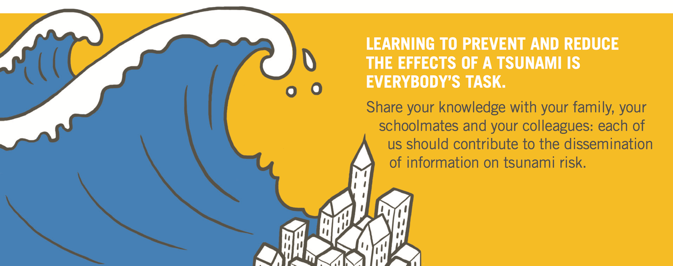 LEARNING TO PREVENT AND REDUCE
THE EFFECTS OF A TSUNAMI IS
EVERYBODY'S TASK.
Share your knowledge with your family, your
schoolmates and your colleagues: each of
us should contribute to the dissemination
of information on tsunami risk.